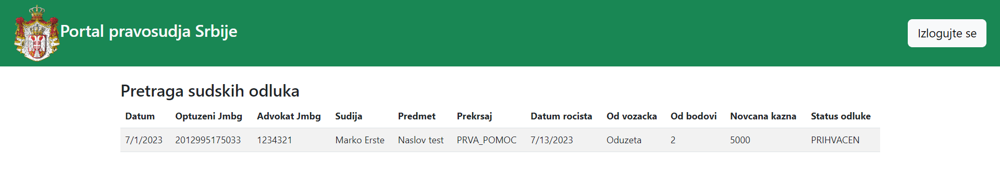 Portal pravosudja Srbije
Izlogujte se
Pretraga sudskih odluka
Datum Optuzeni Jmbg Advokat Jmbg Sudija Predmet Prekrsaj Datum rocista Od vozacka Od bodovi Novcana kazna Status odluke
7/1/2023 2012995175033 1234321 Marko Erste Naslov test PRVA_POMOC 7/13/2023 Oduzeta 2 5000 PRIHVACEN